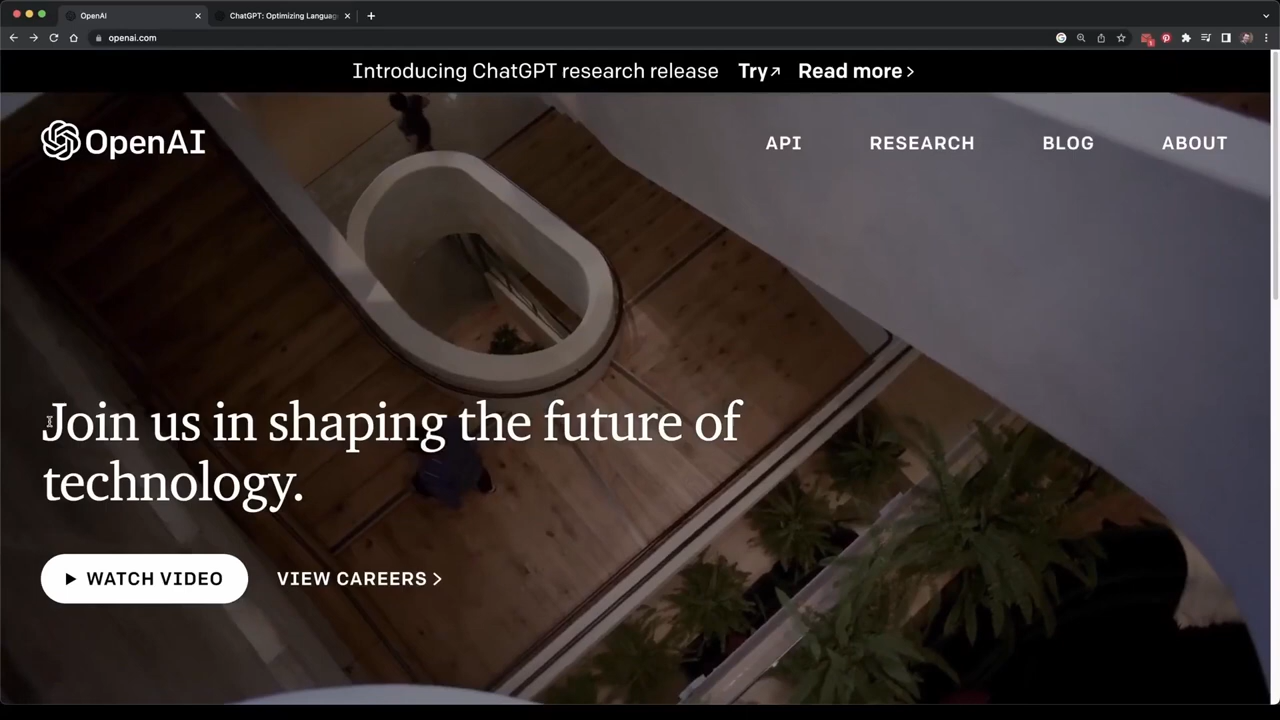 OpenAI
ChatGPT: Optimizing Languag
openai.com
Introducing ChatGPT research release Try↗ Read more >
OpenAI
API RESEARCH BLOG ABOUT
Join us in shaping the future of
technology.
WATCH VIDEO VIEW CAREERS >